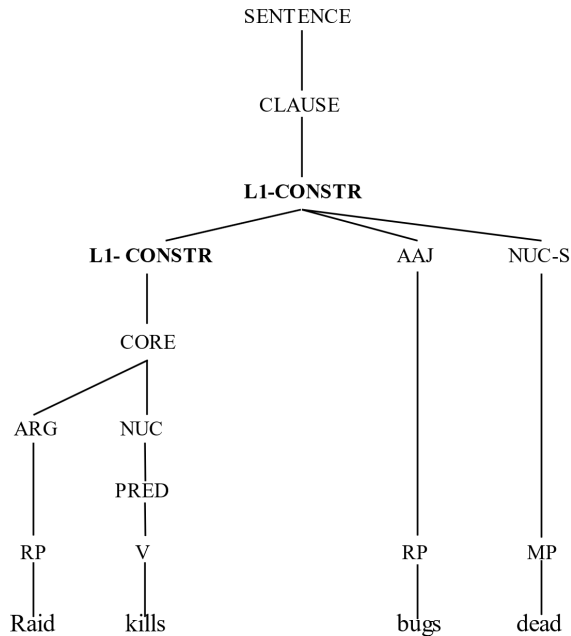 SENTENCE
CLAUSE
L1-CONSTR
L1- CONSTR AAJ NUC-S
CORE
ARG NUC
PRED
RP V RP MP
Raid kills bugs dead